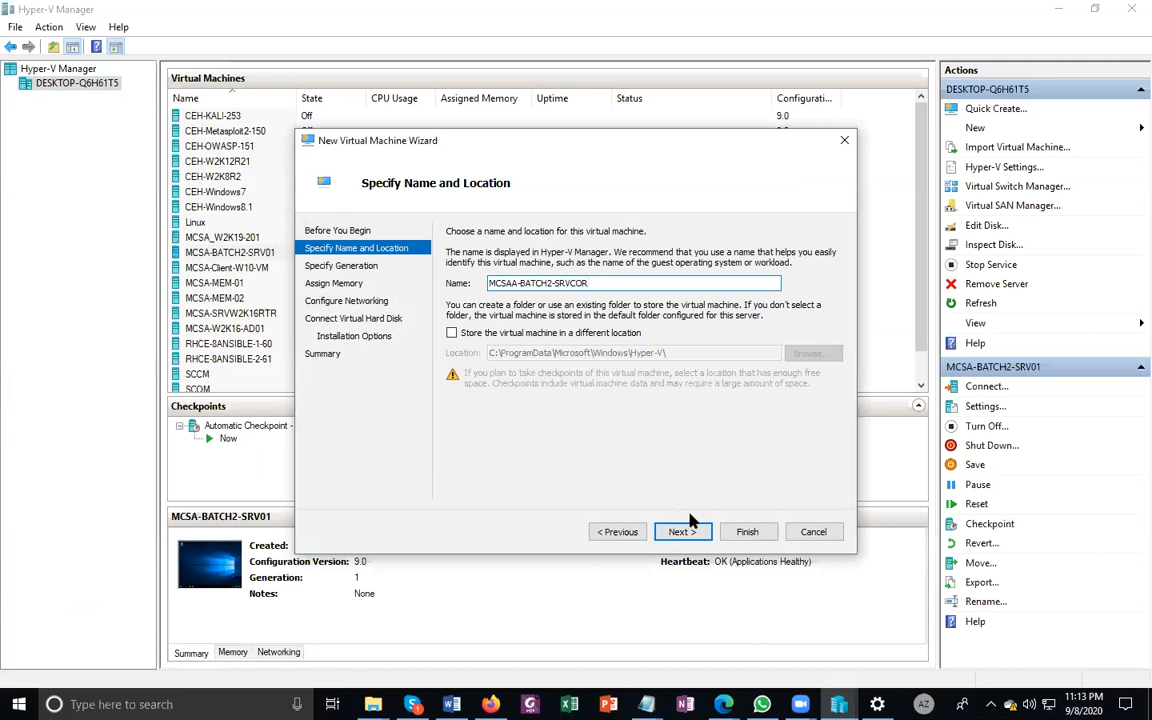 Hyper-V Manager
File Action View Help
Hyper-V Manager
DESKTOP-Q6H61T5
Virtual Machines
Name State CPU Usage Assigned Memory Uptime Status Configurati...
CEH-KALI-253 Off 9.0
CEH-Metasploit2-150
CEH-OWASP-151
CEH-W2K12R21
CEH-W2K8R2
CEH-Windows7
CEH-Windows8.1
Linux
MCSA_W2K19-201
MCSA-BATCH2-SRV01
MCSA-Client-W10-VM
MCSA-MEM-01
MCSA-MEM-02
MCSA-SRVW2K16RTR
MCSA-W2K16-AD01
RHCE-8ANSIBLE-1-60
RHCE-8ANSIBLE-2-61
SCCM
SCOM
New Virtual Machine Wizard
Specify Name and Location
Before You Begin
Specify Name and Location
Specify Generation
Assign Memory
Configure Networking
Connect Virtual Hard Disk
Installation Options
Summary
Choose a name and location for this virtual machine.
The name is displayed in Hyper-V Manager. We recommend that you use a name that helps you easily
identify this virtual machine, such as the name of the guest operating system or workload.
Name: MCSAA-BATCH2-SRVCOR
You can create a folder or use an existing folder to store the virtual machine. If you don't select a
folder, the virtual machine is stored in the default folder configured for this server.
Store the virtual machine in a different location
Location: C:\ProgramData\Microsoft\Windows\Hyper-V\ Browse...
If you plan to take checkpoints of this virtual machine, select a location that has enough free
space. Checkpoints include virtual machine data and may require a large amount of space.
< Previous Next > Finish Cancel
Checkpoints
Automatic Checkpoint -
Now
MCSA-BATCH2-SRV01
Created:
Configuration Version: 9.0 Heartbeat: OK (Applications Healthy)
Generation: 1
Notes: None
Summary Memory Networking
Actions
DESKTOP-Q6H61T5
Quick Create...
New
Import Virtual Machine...
Hyper-V Settings...
Virtual Switch Manager...
Virtual SAN Manager...
Edit Disk...
Inspect Disk...
Stop Service
Remove Server
Refresh
View
Help
MCSA-BATCH2-SRV01
Connect...
Settings...
Turn Off...
Shut Down...
Save
Pause
Reset
Checkpoint
Revert...
Move...
Export...
Rename...
Help
Type here to search
AZ
11:13 PM
9/8/2020